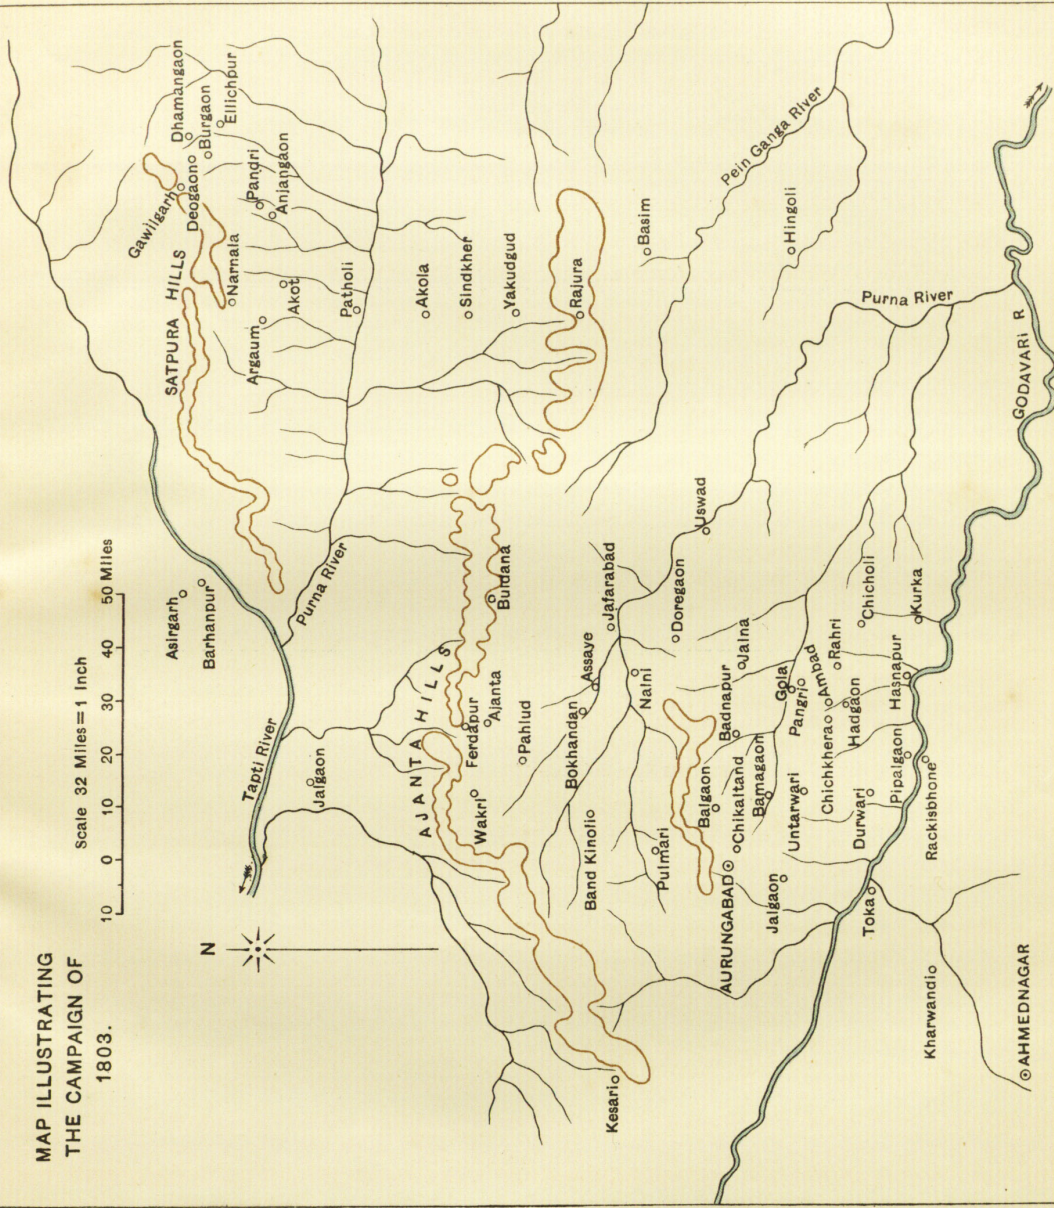 MAP ILLUSTRATING
THE CAMPAIGN OF
1803.
Scale 32 Miles = 1 Inch
10 0 10 20 30 40 50 Miles
N
Asirgarh
Barhanpur
Tapti River
Purna River
Jalgaon
SATPURA HILLS
Gawilgarh
Deogaon
Dhamangaon
Burgaon
Ellichpur
Pandri
Anjangaon
Narnala
Argaum
Akot
Patholi
Akola
Sindkher
Yakudgud
Rajura
AJANTA HILLS
Wakri
Ferdapur
Ajanta
Pahlud
Buldana
Kesari
Band Kinolio
Bokhandan
Assaye
Jafarabad
Nalni
Pulmari
Doregaon
Uswad
Basim
Pein Ganga River
Hingoli
Purna River
GODAVARI R
AURUNGABAD
Balgaon
Chikaltand
Badnapur
Jalna
Bamagaon
Jalgaon
Untarwari
Gola
Pangri
Ambad
Chichkherao
Hadgaon
Rahri
Chicholi
Kurka
Hasnapur
Pipalgaon
Durwari
Rackisbhone
Toka
Kharwandio
AHMEDNAGAR